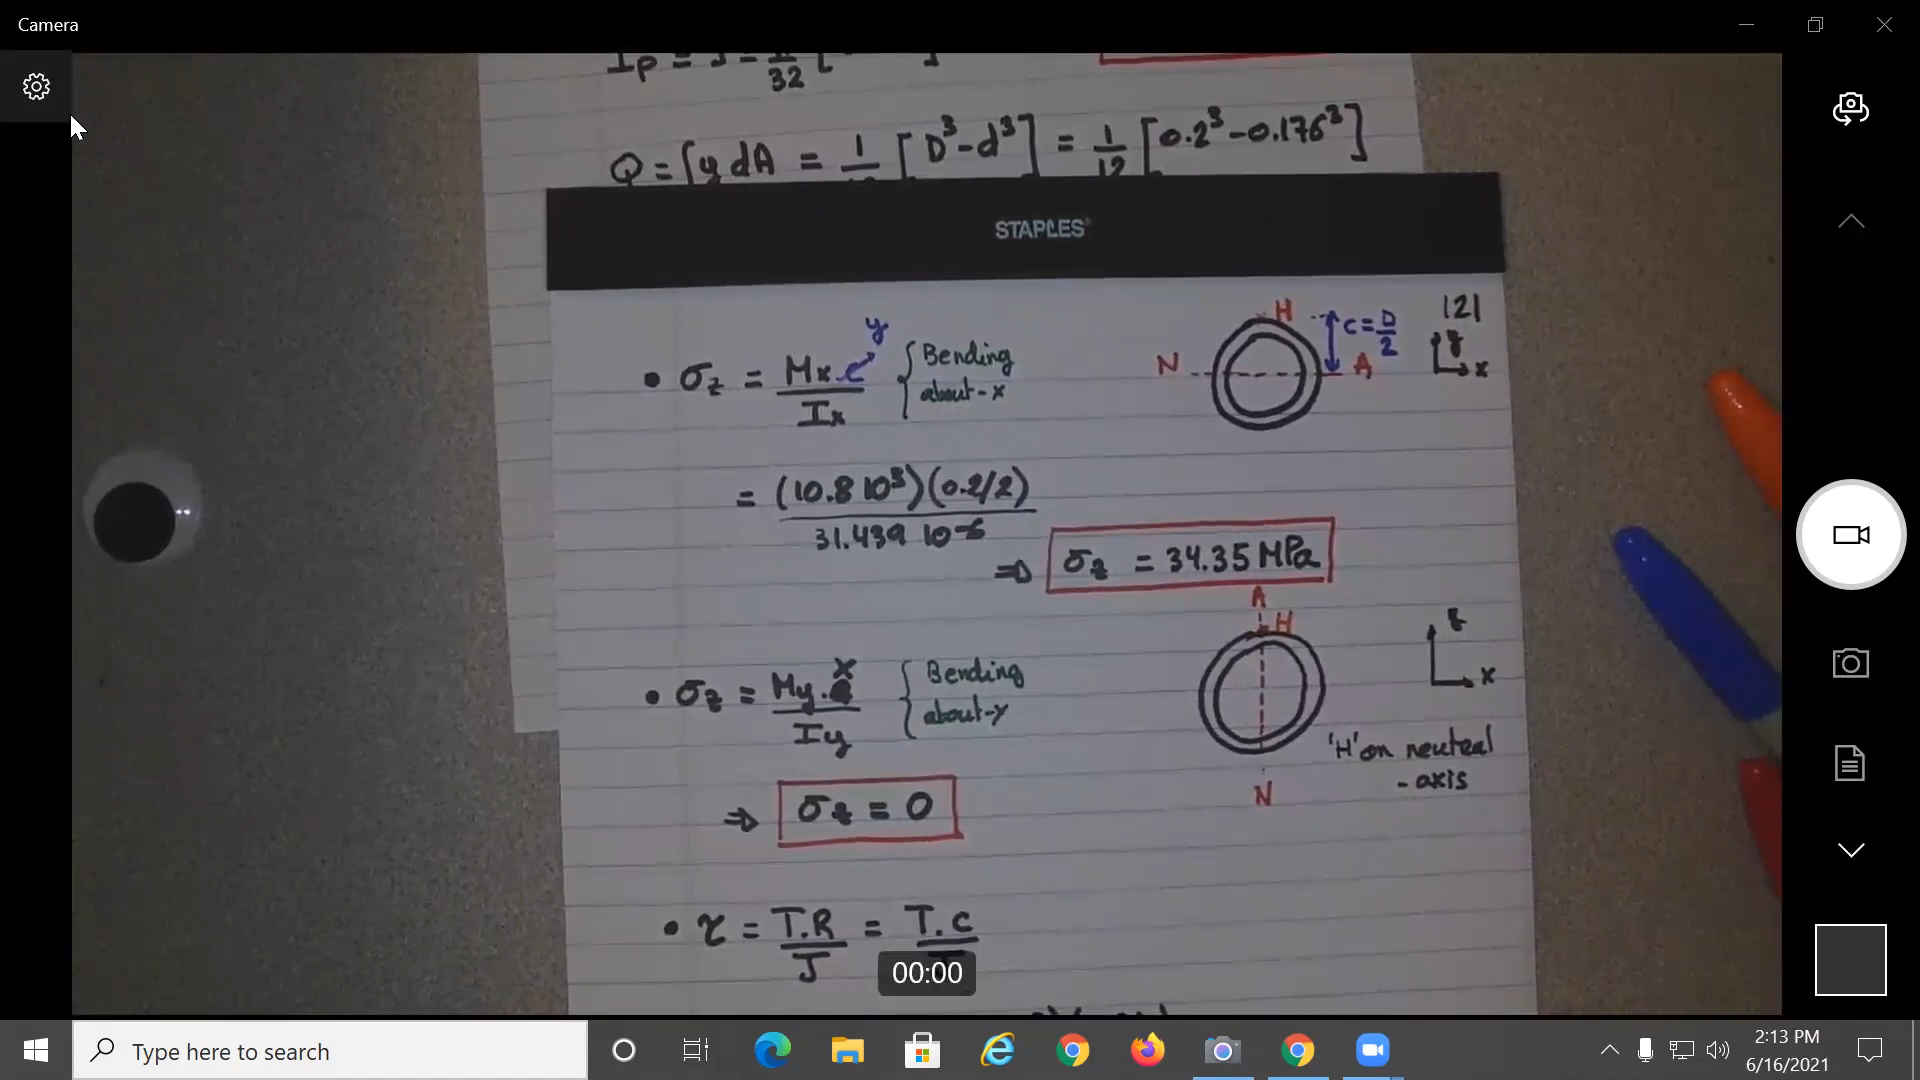 Camera
Ip = J = π/32 [
Q = ∫y dA = 1/12 [D³-d³] = 1/12 [0.2³-0.176³]
STAPLES
H
C = D/2
121
y
x
N
A
• σz = Mx.c / Ix
y
{ Bending
about-x
= (10.8 10³)(0.2/2)
31.439 10⁻⁶
⇒ σz = 34.35 MPa
A
H
y
x
• σz = My.x / Iy
{ Bending
about-y
'H' on neutral
-axis
N
⇒ σz = 0
• τ = T.R / J = T.c / J
00:00
Type here to search
2:13 PM
6/16/2021